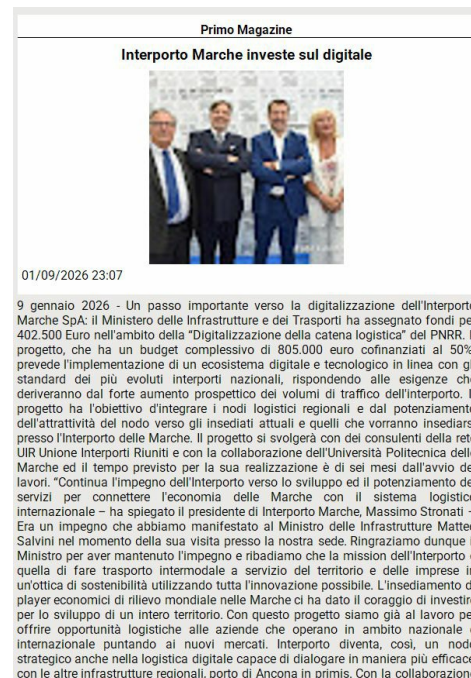 Primo Magazine
Interporto Marche investe sul digitale
01/09/2026 23:07
9 gennaio 2026 - Un passo importante verso la digitalizzazione dell'Interporto
Marche SpA: il Ministero delle Infrastrutture e dei Trasporti ha assegnato fondi pe
402.500 Euro nell'ambito della “Digitalizzazione della catena logistica” del PNRR.
progetto, che ha un budget complessivo di 805.000 euro cofinanziati al 50%
prevede l'implementazione di un ecosistema digitale e tecnologico in linea con gl
standard dei più evoluti interporti nazionali, rispondendo alle esigenze che
deriveranno dal forte aumento prospettico dei volumi di traffico dell'interporto.
progetto ha l'obiettivo d'integrare i nodi logistici regionali e dal potenziamento
dell'attrattività del nodo verso gli insediati attuali e quelli che vorranno insediars
presso l'Interporto delle Marche. Il progetto si svolgerà con dei consulenti della rete
UIR Unione Interporti Riuniti e con la collaborazione dell'Università Politecnica delle
Marche ed il tempo previsto per la sua realizzazione è di sei mesi dall'avvio de
lavori. “Continua l'impegno dell'Interporto verso lo sviluppo ed il potenziamento de
servizi per connettere l'economia delle Marche con il sistema logistico
internazionale – ha spiegato il presidente di Interporto Marche, Massimo Stronati -
Era un impegno che abbiamo manifestato al Ministro delle Infrastrutture Matteo
Salvini nel momento della sua visita presso la nostra sede. Ringraziamo dunque
Ministro per aver mantenuto l'impegno e ribadiamo che la mission dell'Interporto
quella di fare trasporto intermodale a servizio del territorio e delle imprese in
un'ottica di sostenibilità utilizzando tutta l'innovazione possibile. L'insediamento d
player economici di rilievo mondiale nelle Marche ci ha dato il coraggio di investire
per lo sviluppo di un intero territorio. Con questo progetto siamo già al lavoro pe
offrire opportunità logistiche alle aziende che operano in ambito nazionale
internazionale puntando ai nuovi mercati. Interporto diventa, così, un nodo
strategico anche nella logistica digitale capace di dialogare in maniera più efficace
con le altre infrastrutture regionali, porto di Ancona in primis. Con la collaborazione